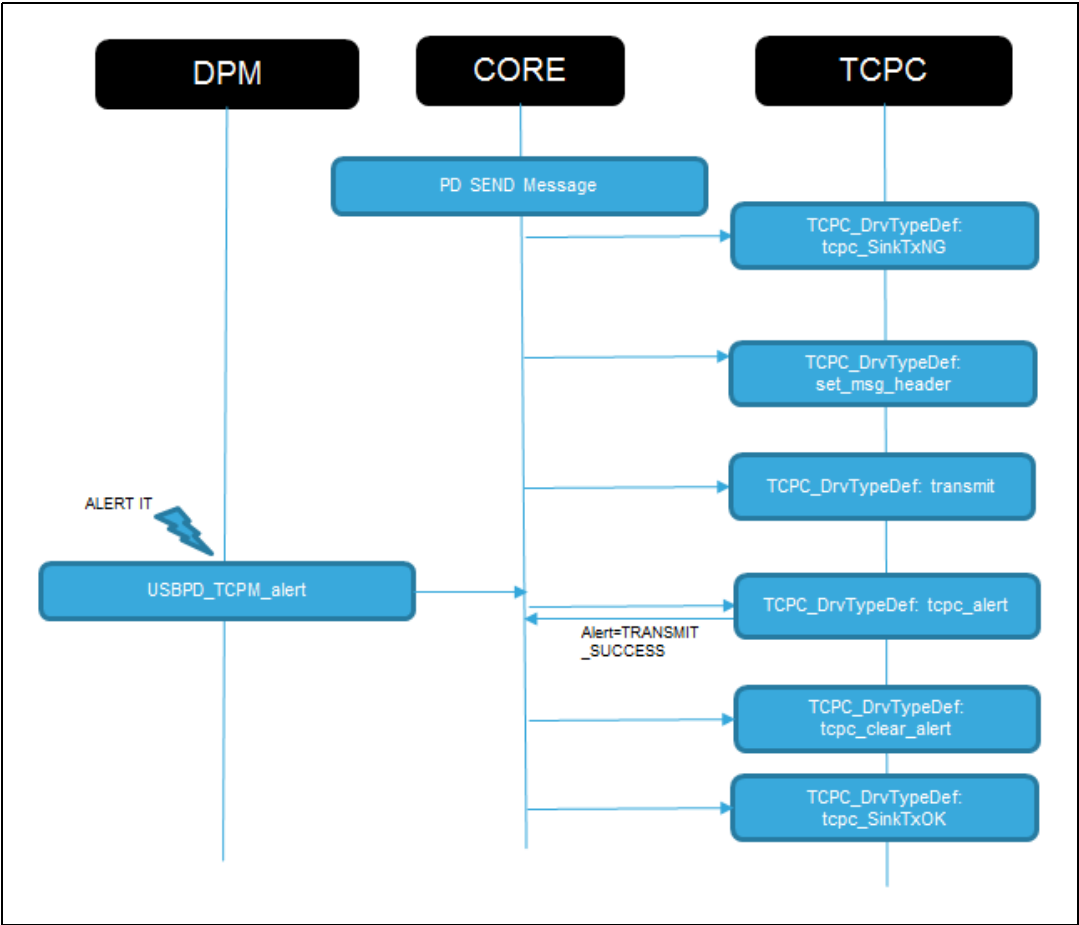 DPM
CORE
TCPC
PD SEND Message
TCPC_DrvTypeDef:
tcpc_SinkTxNG
TCPC_DrvTypeDef:
set_msg_header
TCPC_DrvTypeDef: transmit
ALERT IT
USBPD_TCPM_alert
TCPC_DrvTypeDef: tcpc_alert
Alert=TRANSMIT
_SUCCESS
TCPC_DrvTypeDef:
tcpc_clear_alert
TCPC_DrvTypeDef:
tcpc_SinkTxOK